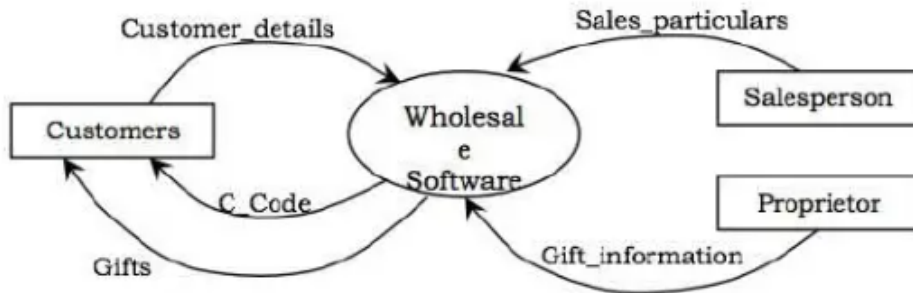 Customer_details
Sales_particulars
Customers
Wholesal
e
Software
Salesperson
C_Code
Proprietor
Gifts
Gift_information